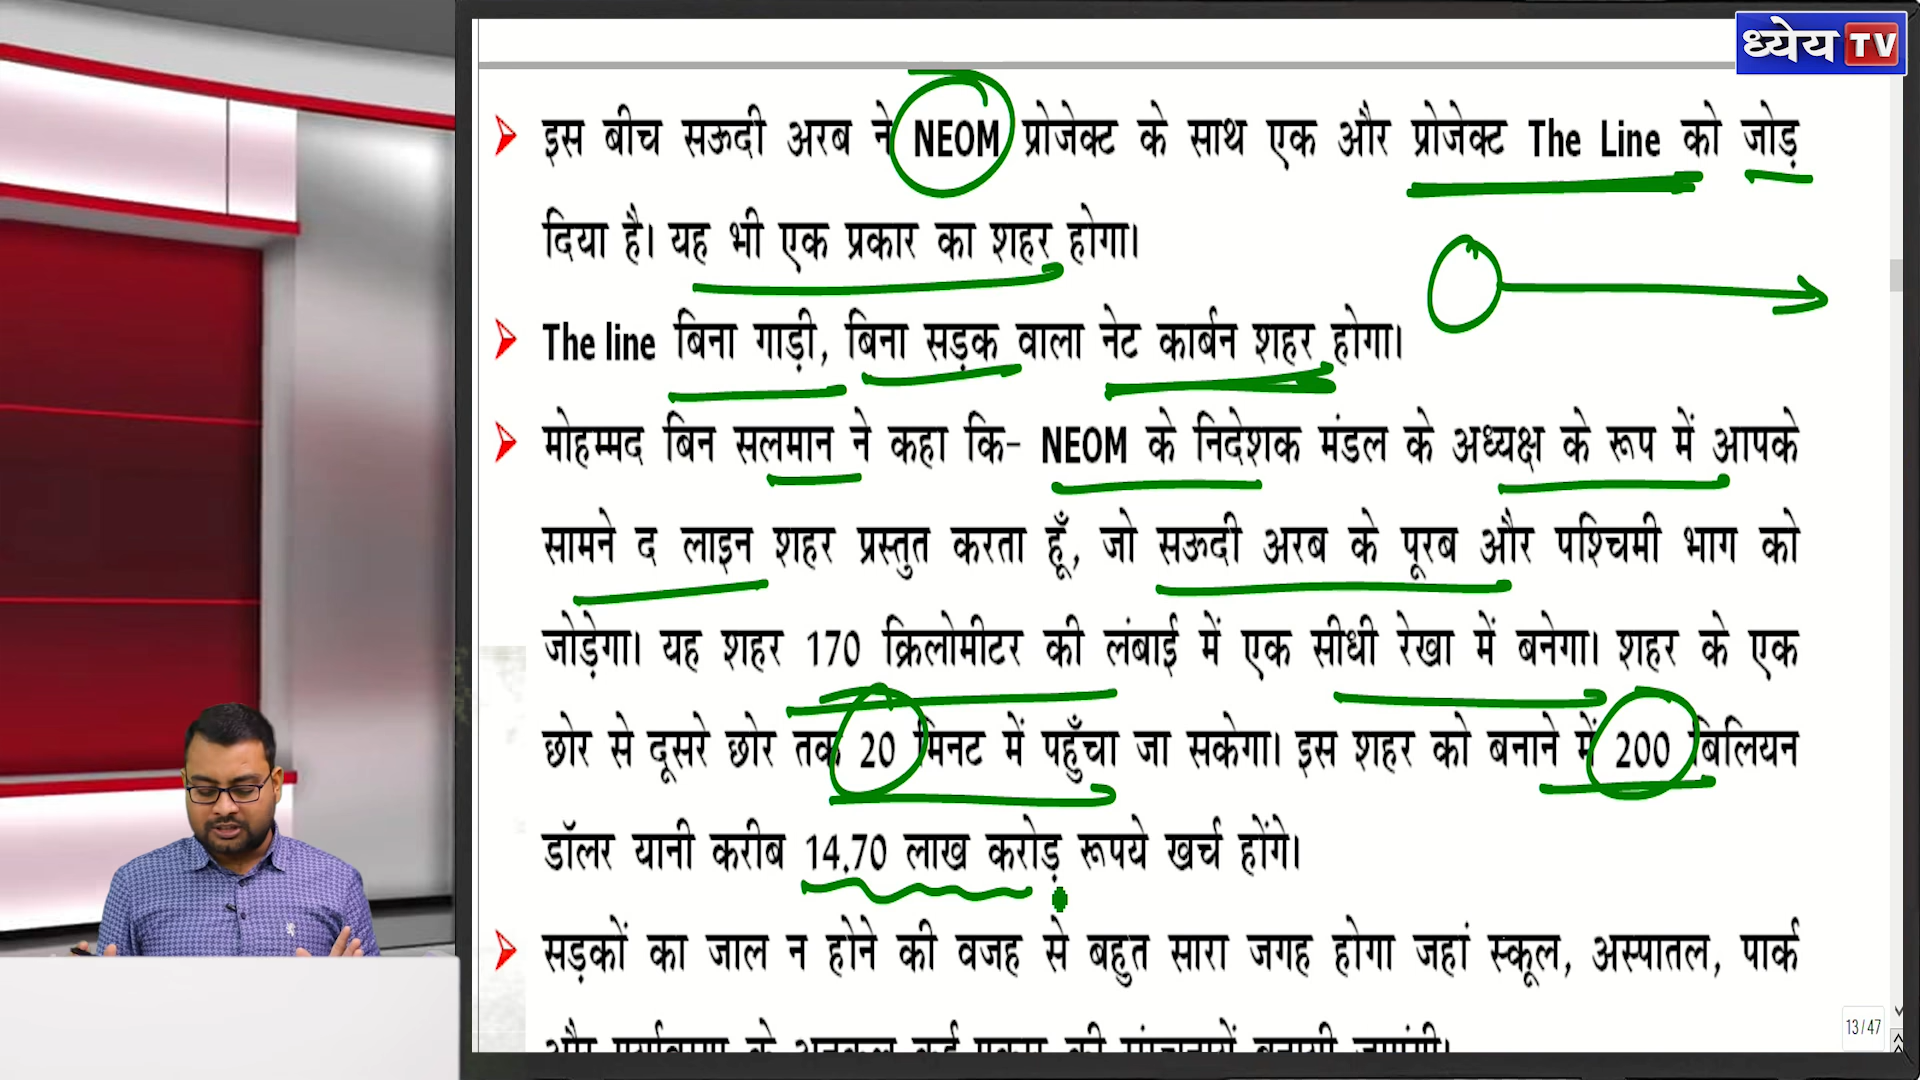 ध्येय TV
इस बीच सऊदी अरब ने NEOM प्रोजेक्ट के साथ एक और प्रोजेक्ट The Line को जोड़
दिया है। यह भी एक प्रकार का शहर होगा।
The line बिना गाड़ी, बिना सड़क वाला नेट कार्बन शहर होगा।
मोहम्मद बिन सलमान ने कहा कि- NEOM के निदेशक मंडल के अध्यक्ष के रूप में आपके
सामने द लाइन शहर प्रस्तुत करता हूँ, जो सऊदी अरब के पूरब और पश्चिमी भाग को
जोड़ेगा। यह शहर 170 क्रिलोमीटर की लंबाई में एक सीधी रेखा में बनेगा। शहर के एक
छोर से दूसरे छोर तक 20 मिनट में पहुँचा जा सकेगा। इस शहर को बनाने में 200 बिलियन
डॉलर यानी करीब 14.70 लाख करोड़ रूपये खर्च होंगे।
सड़कों का जाल न होने की वजह से बहुत सारा जगह होगा जहां स्कूल, अस्पातल, पार्क
13/47